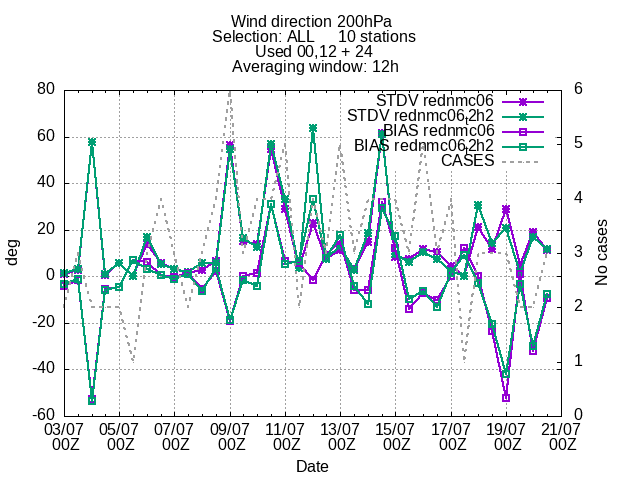 Wind direction 200hPa
Selection: ALL 10 stations
Used 00,12 + 24
Averaging window: 12h
STDV rednmc06
STDV rednmc06t2h2
BIAS rednmc06
BIAS rednmc06t2h2
CASES
80
60
40
20
0
-20
-40
-60
deg
6
5
4
3
2
1
0
No cases
03/07 05/07 07/07 09/07 11/07 13/07 15/07 17/07 19/07 21/07
00Z 00Z 00Z 00Z 00Z 00Z 00Z 00Z 00Z 00Z
Date